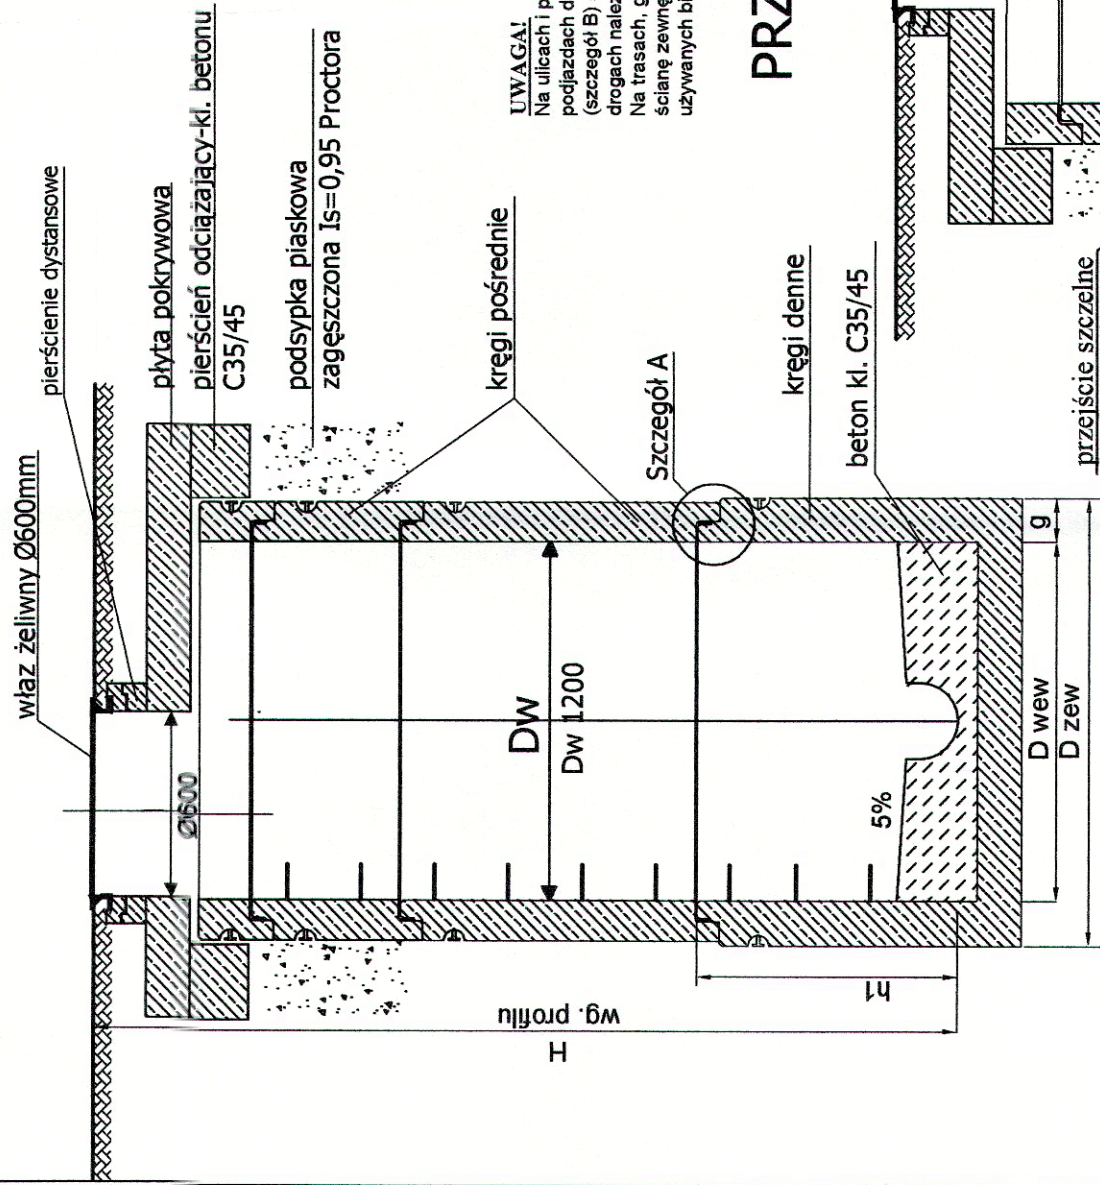 właz żeliwny Ø600mm
pierścienie dystansowe
płyta pokrywowa
pierścień odciążający-kl. betonu
C35/45
podsypka piaskowa
zagęszczona Is=0,95 Proctora
kręgi pośrednie
Szczegół A
kręgi denne
beton kl. C35/45
przejście szczelne
Ø600
Dw
Dw 1200
5%
g
D wew
D zew
h1
wg. profilu
H
UWAGA!
Na ulicach i p
podjazdach d
(szczegół B)
drogach należ
Na trasach, g
ścianę zewnę
używanych bi
PRZ